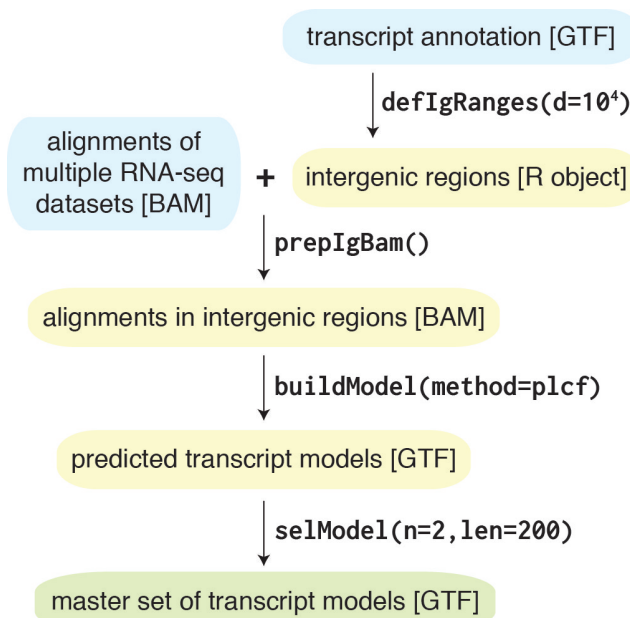 transcript annotation [GTF]
defIgRanges(d=10⁴)
alignments of
multiple RNA-seq
datasets [BAM]
+
intergenic regions [R object]
prepIgBam()
alignments in intergenic regions [BAM]
buildModel(method=plcf)
predicted transcript models [GTF]
selModel(n=2,len=200)
master set of transcript models [GTF]